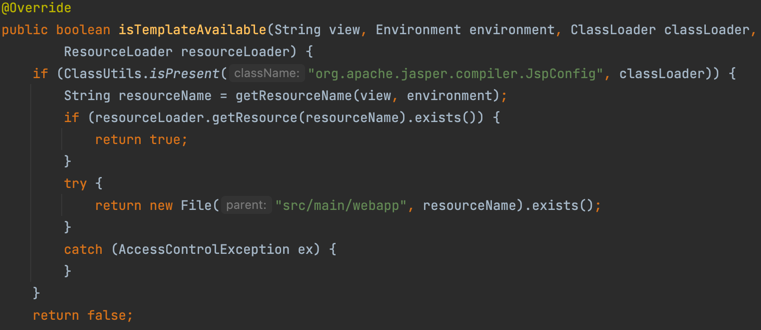 @Override
public boolean isTemplateAvailable(String view, Environment environment, ClassLoader classLoader,
ResourceLoader resourceLoader) {
if (ClassUtils.isPresent( className: "org.apache.jasper.compiler.JspConfig", classLoader)) {
String resourceName = getResourceName(view, environment);
if (resourceLoader.getResource(resourceName).exists()) {
return true;
}
try {
return new File( parent: "src/main/webapp", resourceName).exists();
}
catch (AccessControlException ex) {
}
}
return false;